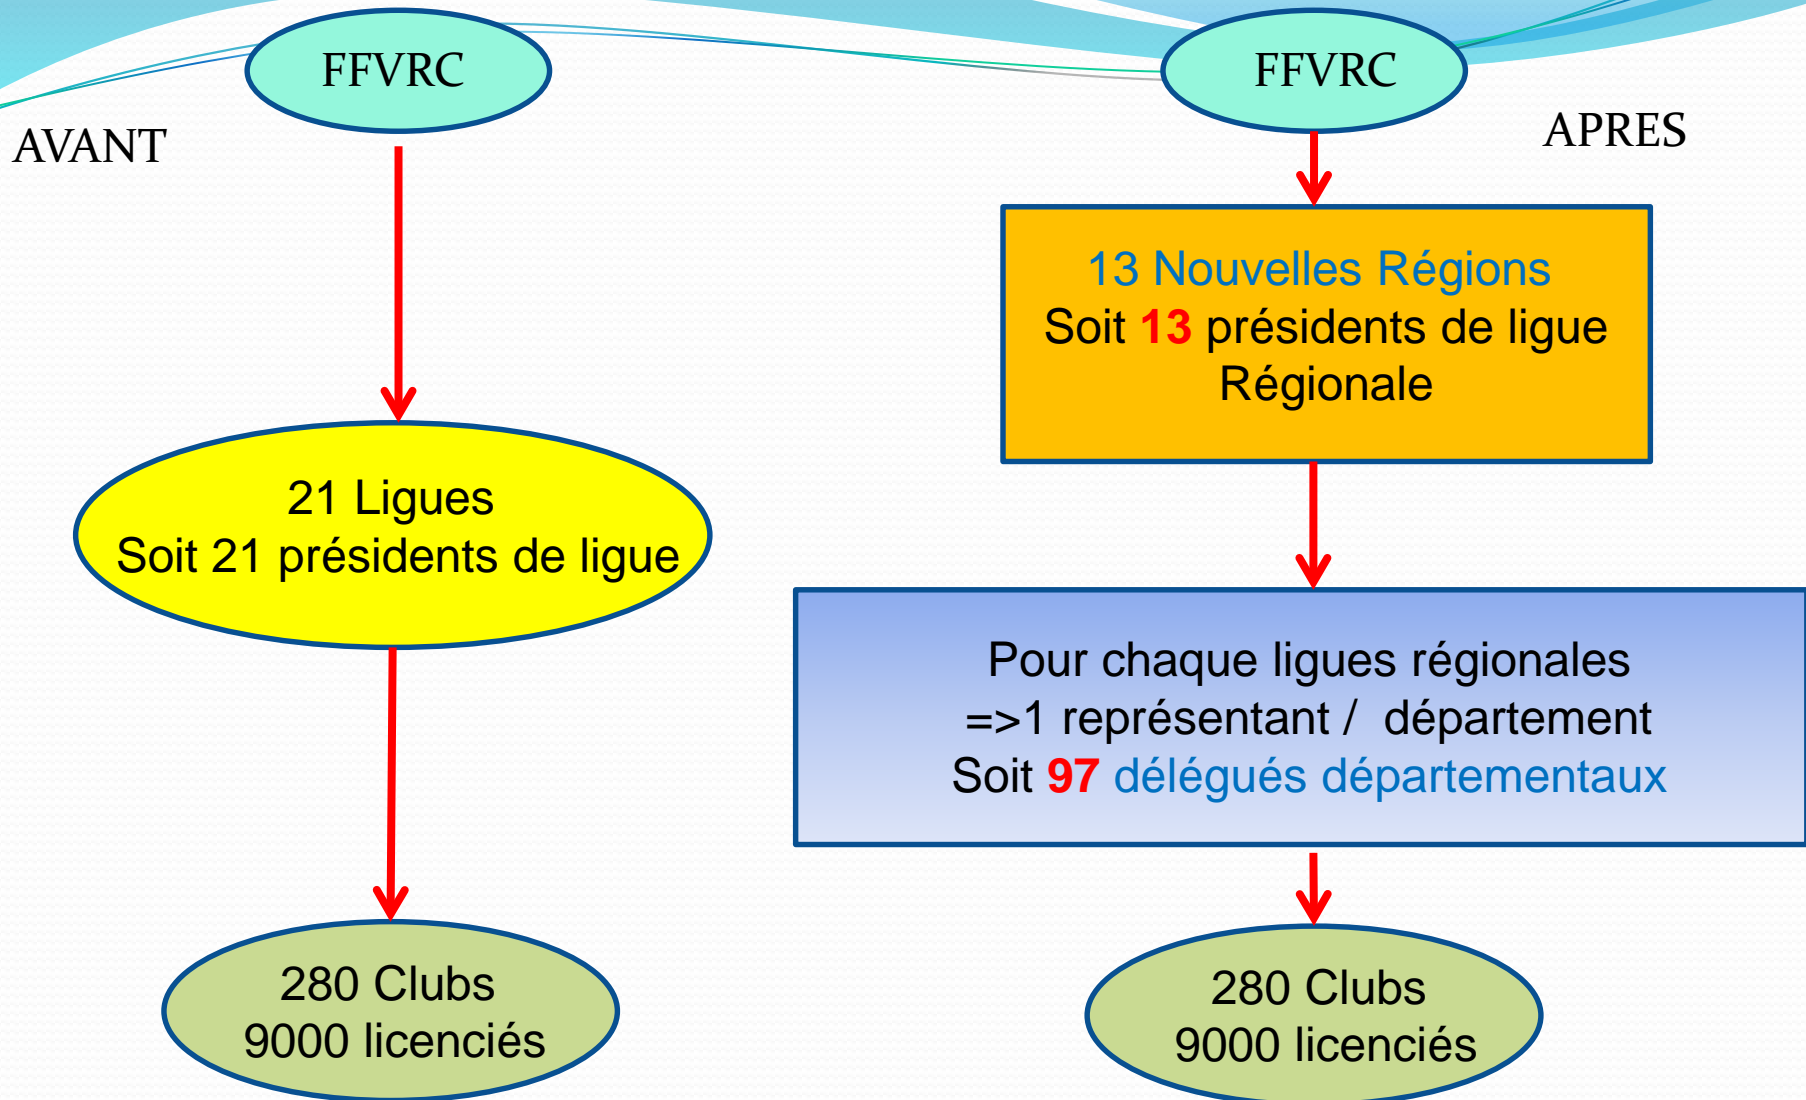 AVANT
FFVRC
21 Ligues
Soit 21 présidents de ligue
280 Clubs
9000 licenciés
APRES
FFVRC
13 Nouvelles Régions
Soit 13 présidents de ligue
Régionale
Pour chaque ligues régionales
=>1 représentant / département
Soit 97 délégués départementaux
280 Clubs
9000 licenciés